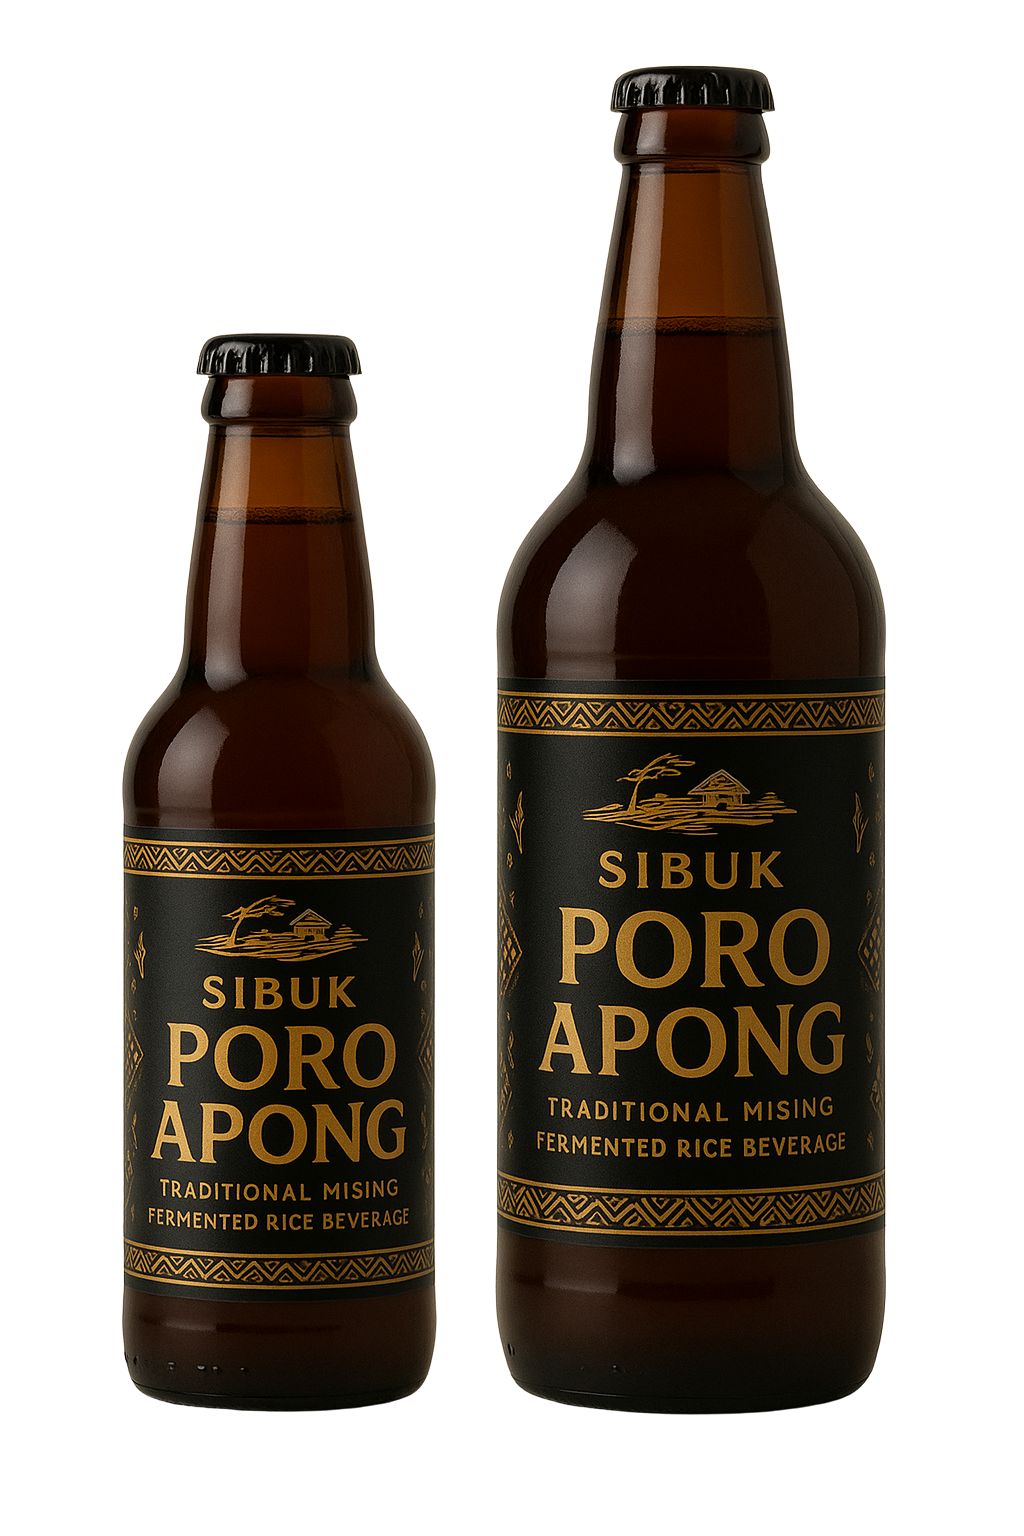 SIBUK
PORO
APONG
TRADITIONAL MISING
FERMENTED RICE BEVERAGE
SIBUK
PORO
APONG
TRADITIONAL MISING
FERMENTED RICE BEVERAGE